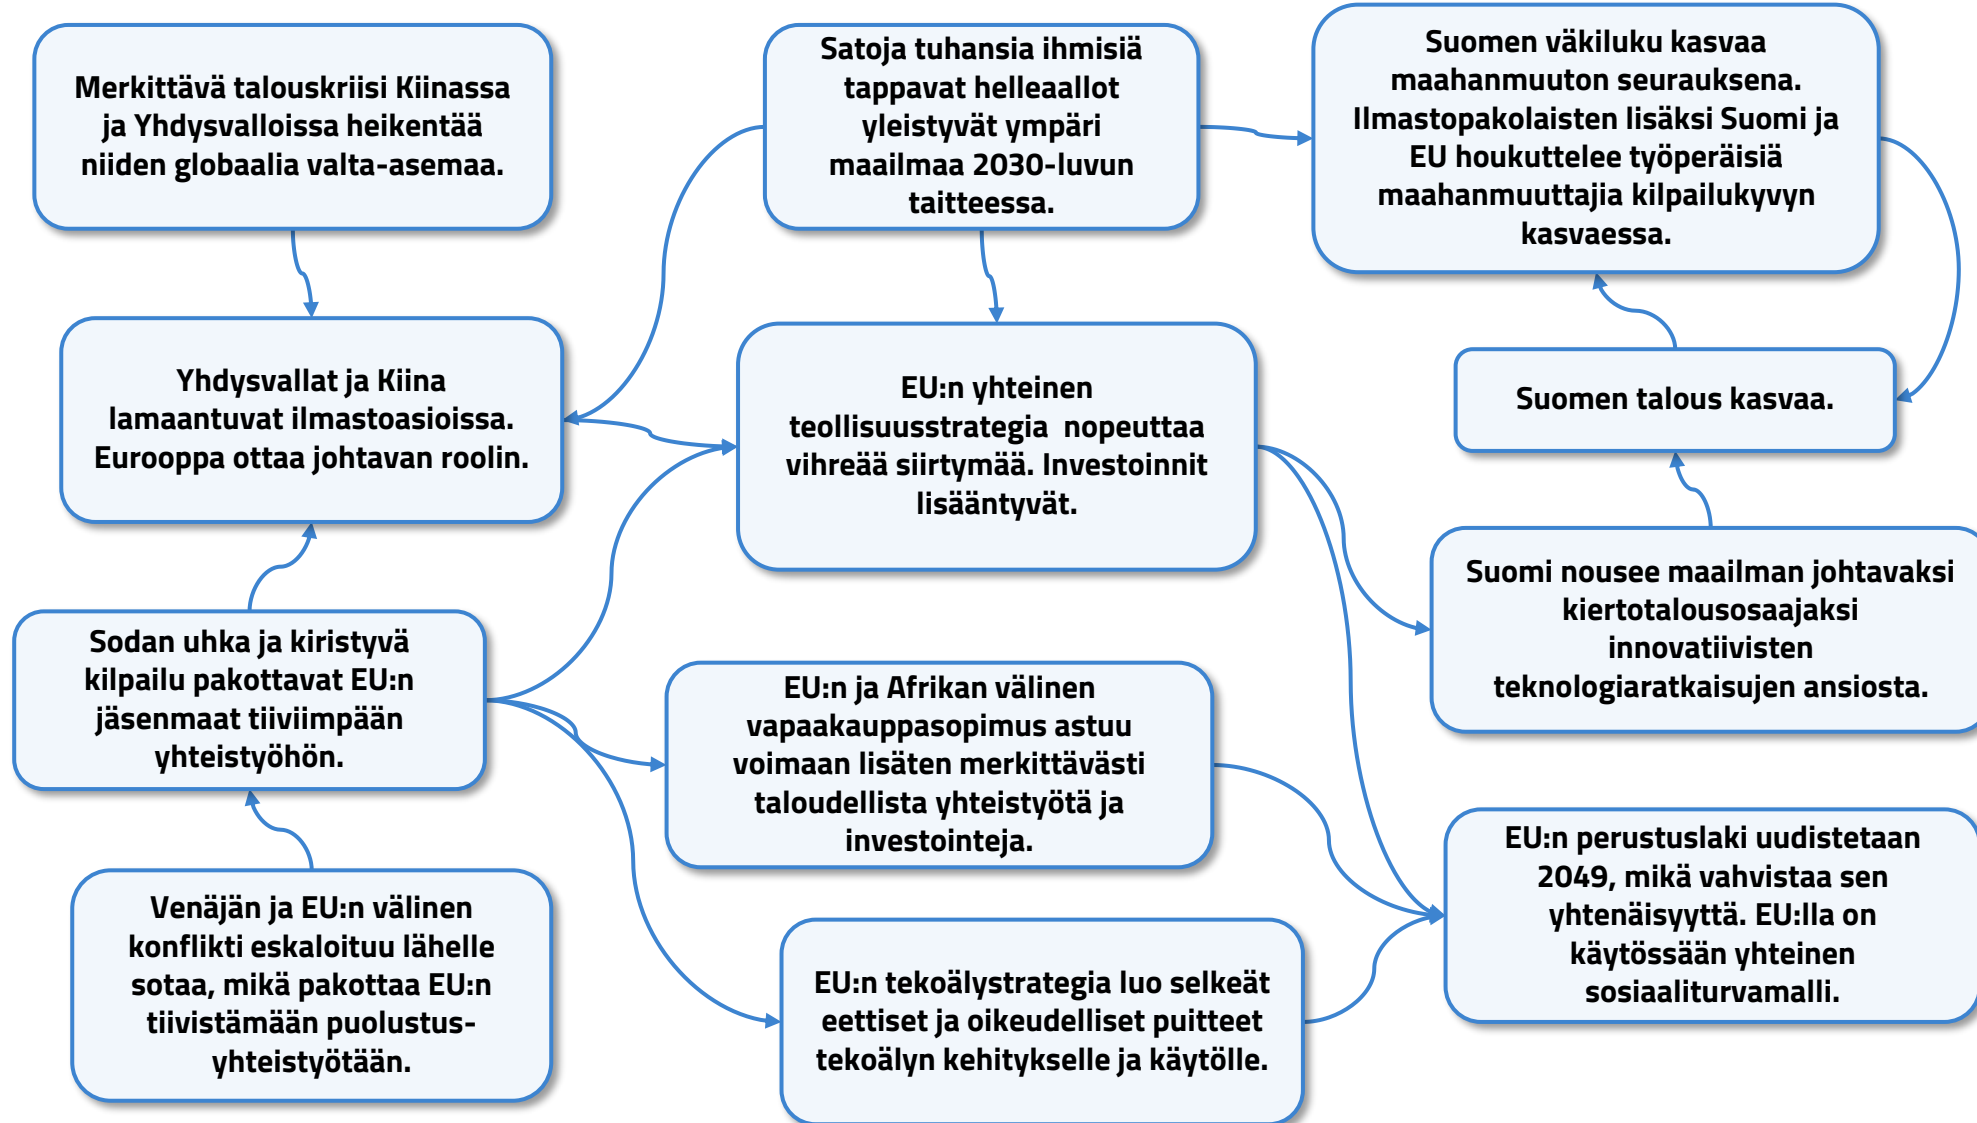 Merkittävä talouskriisi Kiinassa
ja Yhdysvalloissa heikentää
niiden globaalia valta-asemaa.
Satoja tuhansia ihmisiä
tappavat helleaallot
yleistyvät ympäri
maailmaa 2030-luvun
taitteessa.
Suomen väkiluku kasvaa
maahanmuuton seurauksena.
Ilmastopakolaisten lisäksi Suomi ja
EU houkuttelee työperäisiä
maahanmuuttajia kilpailukyvyn
kasvaessa.
Yhdysvallat ja Kiina
lamaantuvat ilmastoasioissa.
Eurooppa ottaa johtavan roolin.
EU:n yhteinen
teollisuusstrategia nopeuttaa
vihreää siirtymää. Investoinnit
lisääntyvät.
Suomen talous kasvaa.
Sodan uhka ja kiristyvä
kilpailu pakottavat EU:n
jäsenmaat tiiviimpään
yhteistyöhön.
EU:n ja Afrikan välinen
vapaakauppasopimus astuu
voimaan lisäten merkittävästi
taloudellista yhteistyötä ja
investointeja.
Suomi nousee maailman johtavaksi
kiertotalousosaajaksi
innovatiivisten
teknologiaratkaisujen ansiosta.
Venäjän ja EU:n välinen
konflikti eskaloituu lähelle
sotaa, mikä pakottaa EU:n
tiivistämään puolustus-
yhteistyötään.
EU:n tekoälystrategia luo selkeät
eettiset ja oikeudelliset puitteet
tekoälyn kehitykselle ja käytölle.
EU:n perustuslaki uudistetaan
2049, mikä vahvistaa sen
yhtenäisyyttä. EU:lla on
käytössään yhteinen
sosiaaliturvamalli.